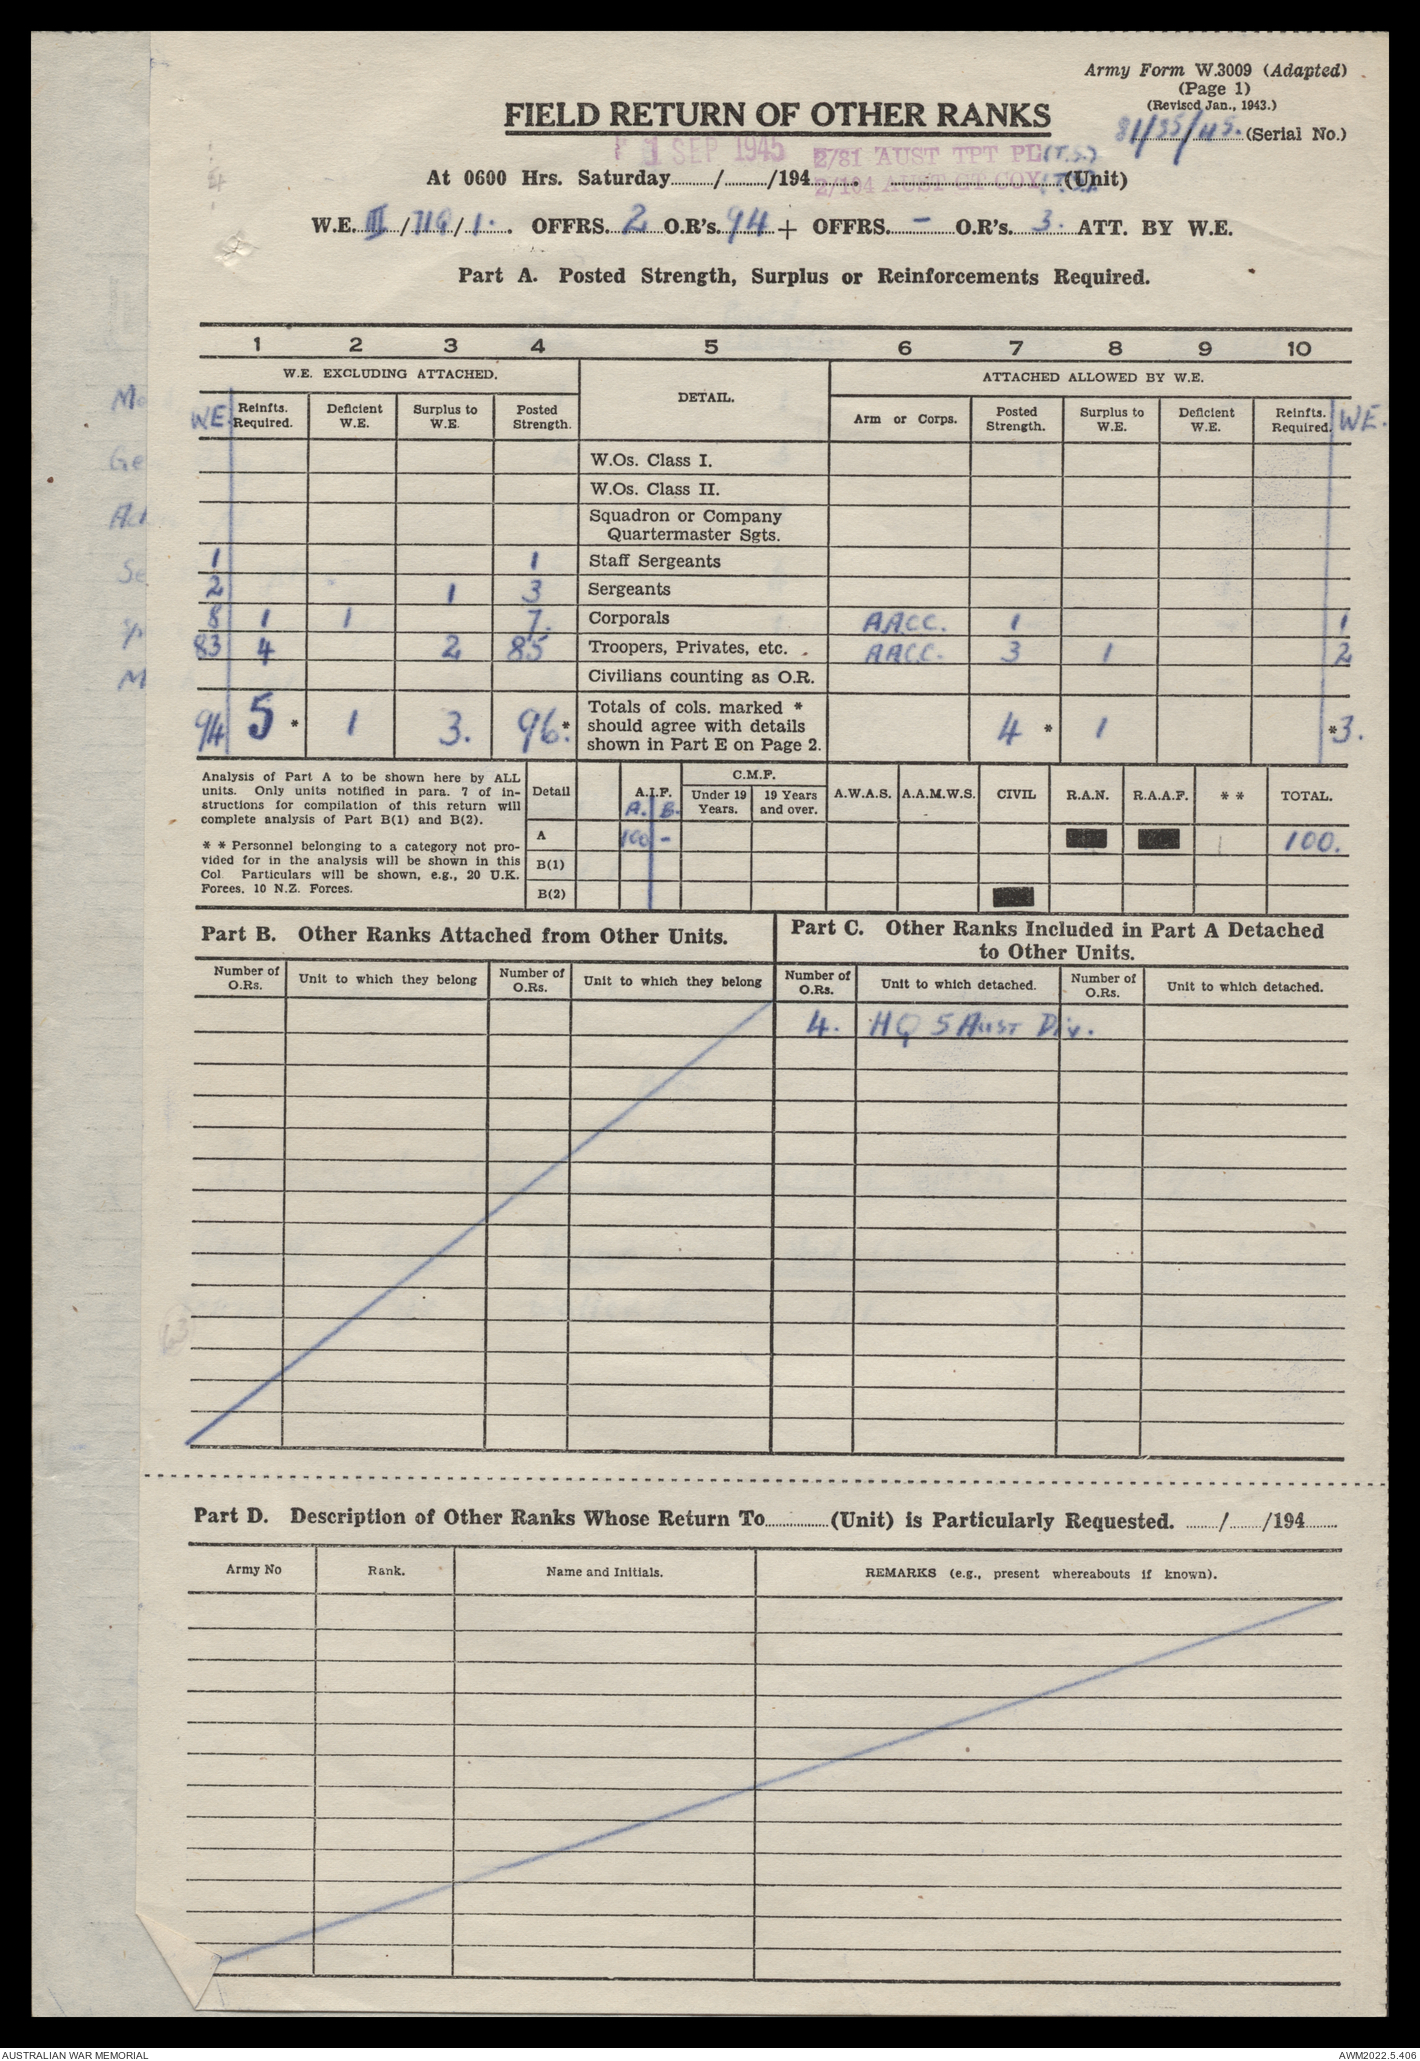 Army Form W.3009 (Adapted)
(Page 1)
(Revised Jan., 1943.)
FIELD RETURN OF OTHER RANKS
81/35/45. (Serial No.)
1 SEP 1945
2/81 AUST TPT PL (T.S.)
At 0600 Hrs. Saturday ......../......../194........ (Unit)
2/104 AUST GT COY
W.E. III / 719 / 1. OFFRS. 2 O.R's. 94 + OFFRS. – O.R's. 3. ATT. BY W.E.
Part A. Posted Strength, Surplus or Reinforcements Required.
1 2 3 4 5 6 7 8 9 10
W.E. EXCLUDING ATTACHED. DETAIL. ATTACHED ALLOWED BY W.E.
WE. Reinfts. Required. Deficient W.E. Surplus to W.E. Posted Strength. Arm or Corps. Posted Strength. Surplus to W.E. Deficient W.E. Reinfts. Required. WE.
W.Os. Class I.
W.Os. Class II.
Squadron or Company
Quartermaster Sgts.
1 1 Staff Sergeants
2 1 3 Sergeants
8 1 1 7. Corporals AACC. 1 1
83 4 2 85 Troopers, Privates, etc. AACC. 3 1 2
Civilians counting as O.R.
Totals of cols. marked *
94 5 * 1 3. 96. * should agree with details 4 * 1 * 3.
shown in Part E on Page 2.
Analysis of Part A to be shown here by ALL
units. Only units notified in para. 7 of in-
structions for compilation of this return will
complete analysis of Part B(1) and B(2).
* * Personnel belonging to a category not pro-
vided for in the analysis will be shown in this
Col. Particulars will be shown, e.g., 20 U.K.
Forces, 10 N.Z. Forces.
Detail A.I.F. C.M.F. Under 19 Years. 19 Years and over. A.W.A.S. A.A.M.W.S. CIVIL R.A.N. R.A.A.F. * * TOTAL.
A. B.
A 100 – 100.
B(1)
B(2)
Part B. Other Ranks Attached from Other Units.
Part C. Other Ranks Included in Part A Detached
to Other Units.
Number of O.Rs. Unit to which they belong Number of O.Rs. Unit to which they belong Number of O.Rs. Unit to which detached. Number of O.Rs. Unit to which detached.
4. HQ 5 Aust Div.
Part D. Description of Other Ranks Whose Return To................(Unit) is Particularly Requested. ......../......../194........
Army No Rank. Name and Initials. REMARKS (e.g., present whereabouts if known).
AUSTRALIAN WAR MEMORIAL AWM2022.5.406